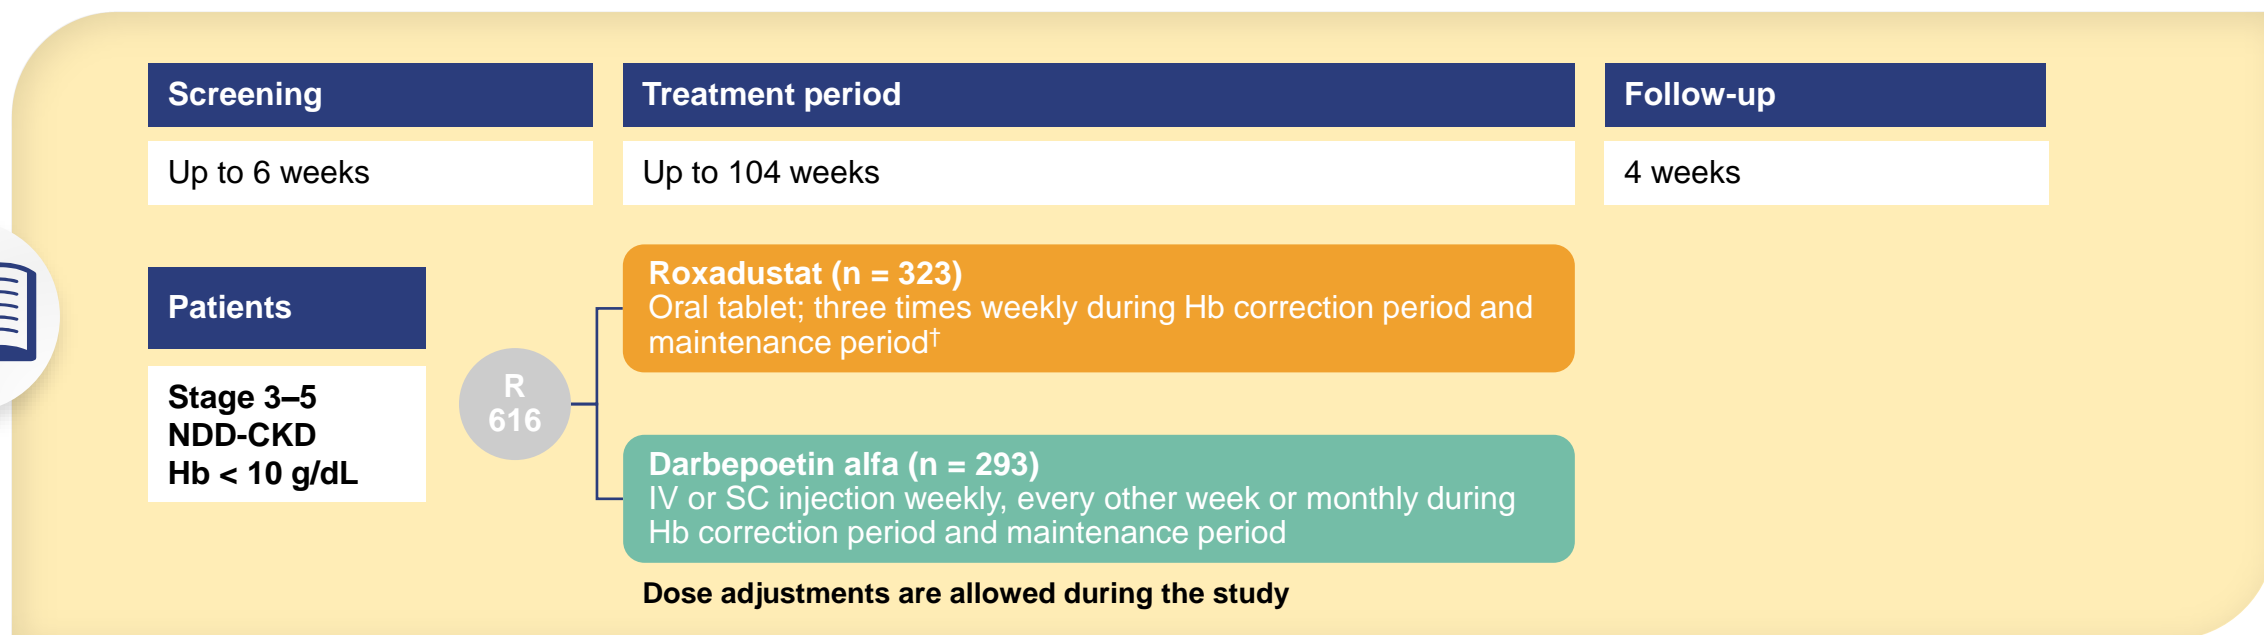 Screening
Treatment period
Follow-up
Up to 6 weeks
Up to 104 weeks
4 weeks
Patients
Stage 3–5
NDD-CKD
Hb < 10 g/dL
R
616
Roxadustat (n = 323)
Oral tablet; three times weekly during Hb correction period and
maintenance period†
Darbepoetin alfa (n = 293)
IV or SC injection weekly, every other week or monthly during
Hb correction period and maintenance period
Dose adjustments are allowed during the study